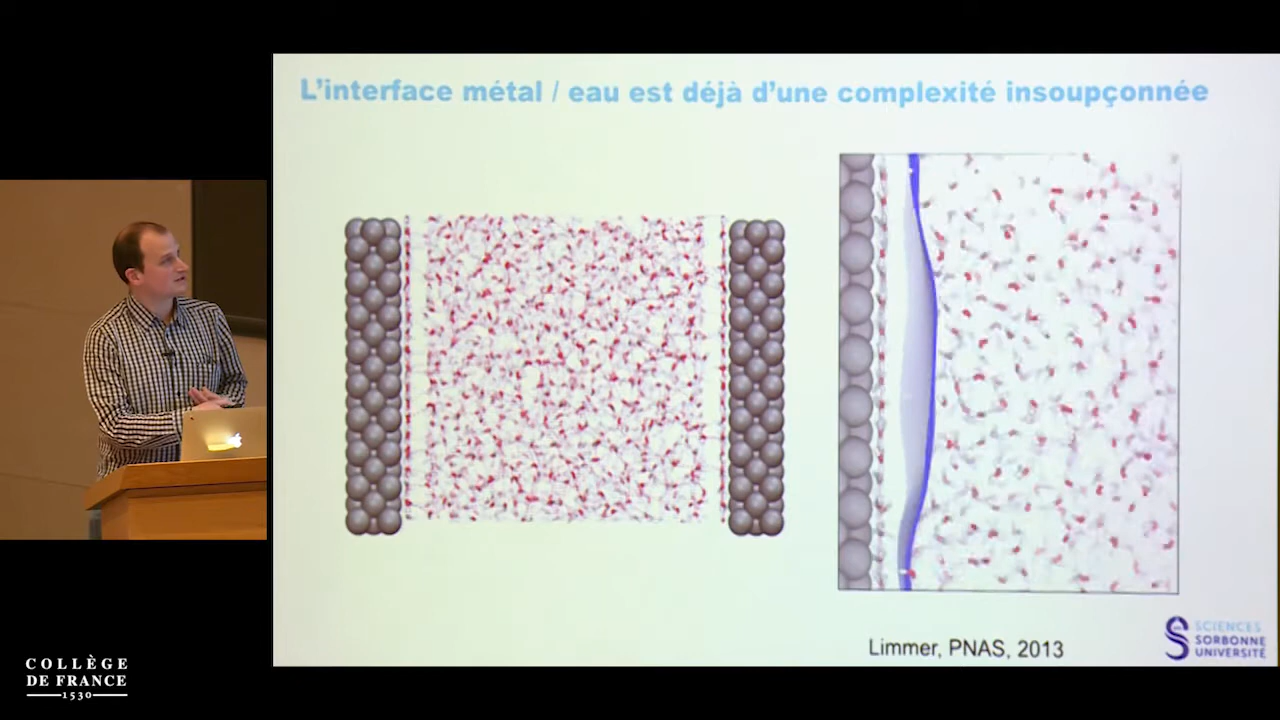 L'interface métal / eau est déjà d'une complexité insoupçonnée
Limmer, PNAS, 2013
SCIENCES
SORBONNE
UNIVERSITÉ
COLLÈGE
DE FRANCE
1530